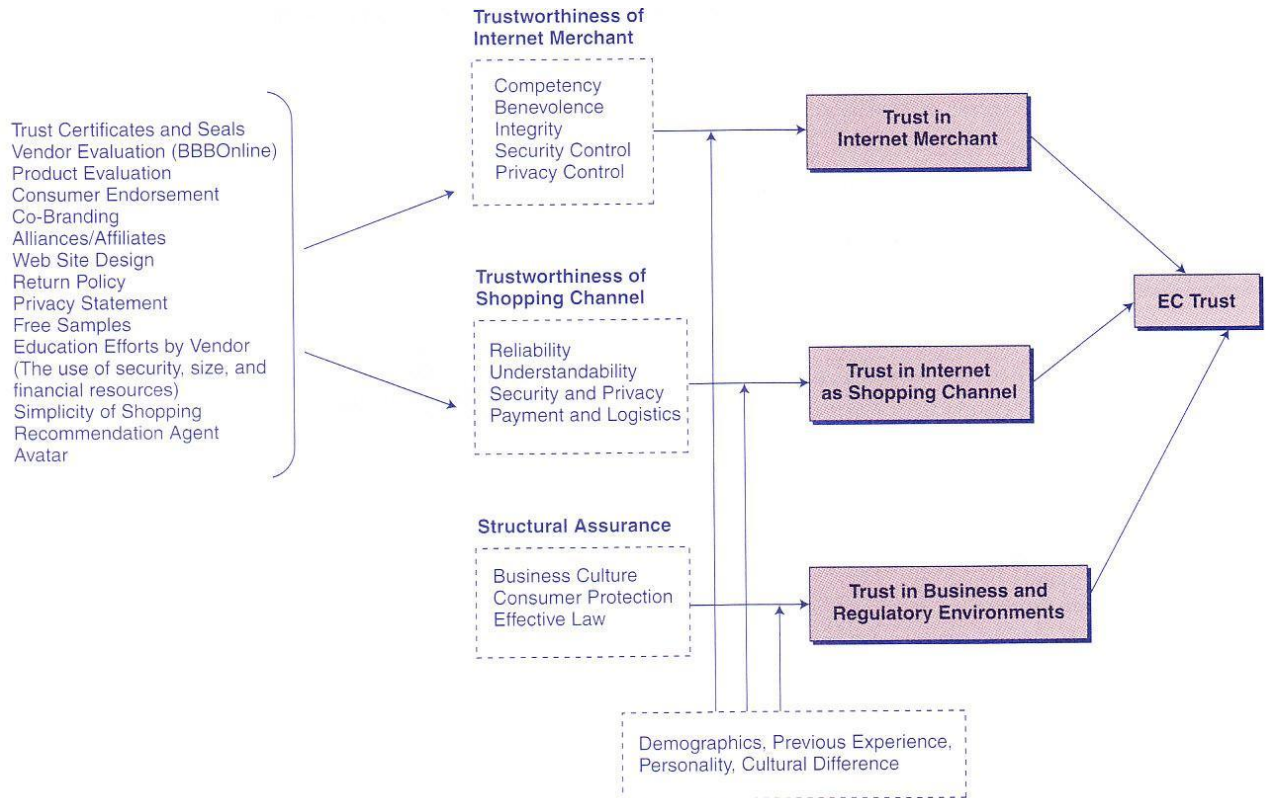 Trust Certificates and Seals
Vendor Evaluation (BBBOnline)
Product Evaluation
Consumer Endorsement
Co-Branding
Alliances/Affiliates
Web Site Design
Return Policy
Privacy Statement
Free Samples
Education Efforts by Vendor
(The use of security, size, and
financial resources)
Simplicity of Shopping
Recommendation Agent
Avatar
Trustworthiness of
Internet Merchant
Competency
Benevolence
Integrity
Security Control
Privacy Control
Trustworthiness of
Shopping Channel
Reliability
Understandability
Security and Privacy
Payment and Logistics
Structural Assurance
Business Culture
Consumer Protection
Effective Law
Demographics, Previous Experience,
Personality, Cultural Difference
Trust in
Internet Merchant
Trust in Internet
as Shopping Channel
Trust in Business and
Regulatory Environments
EC Trust